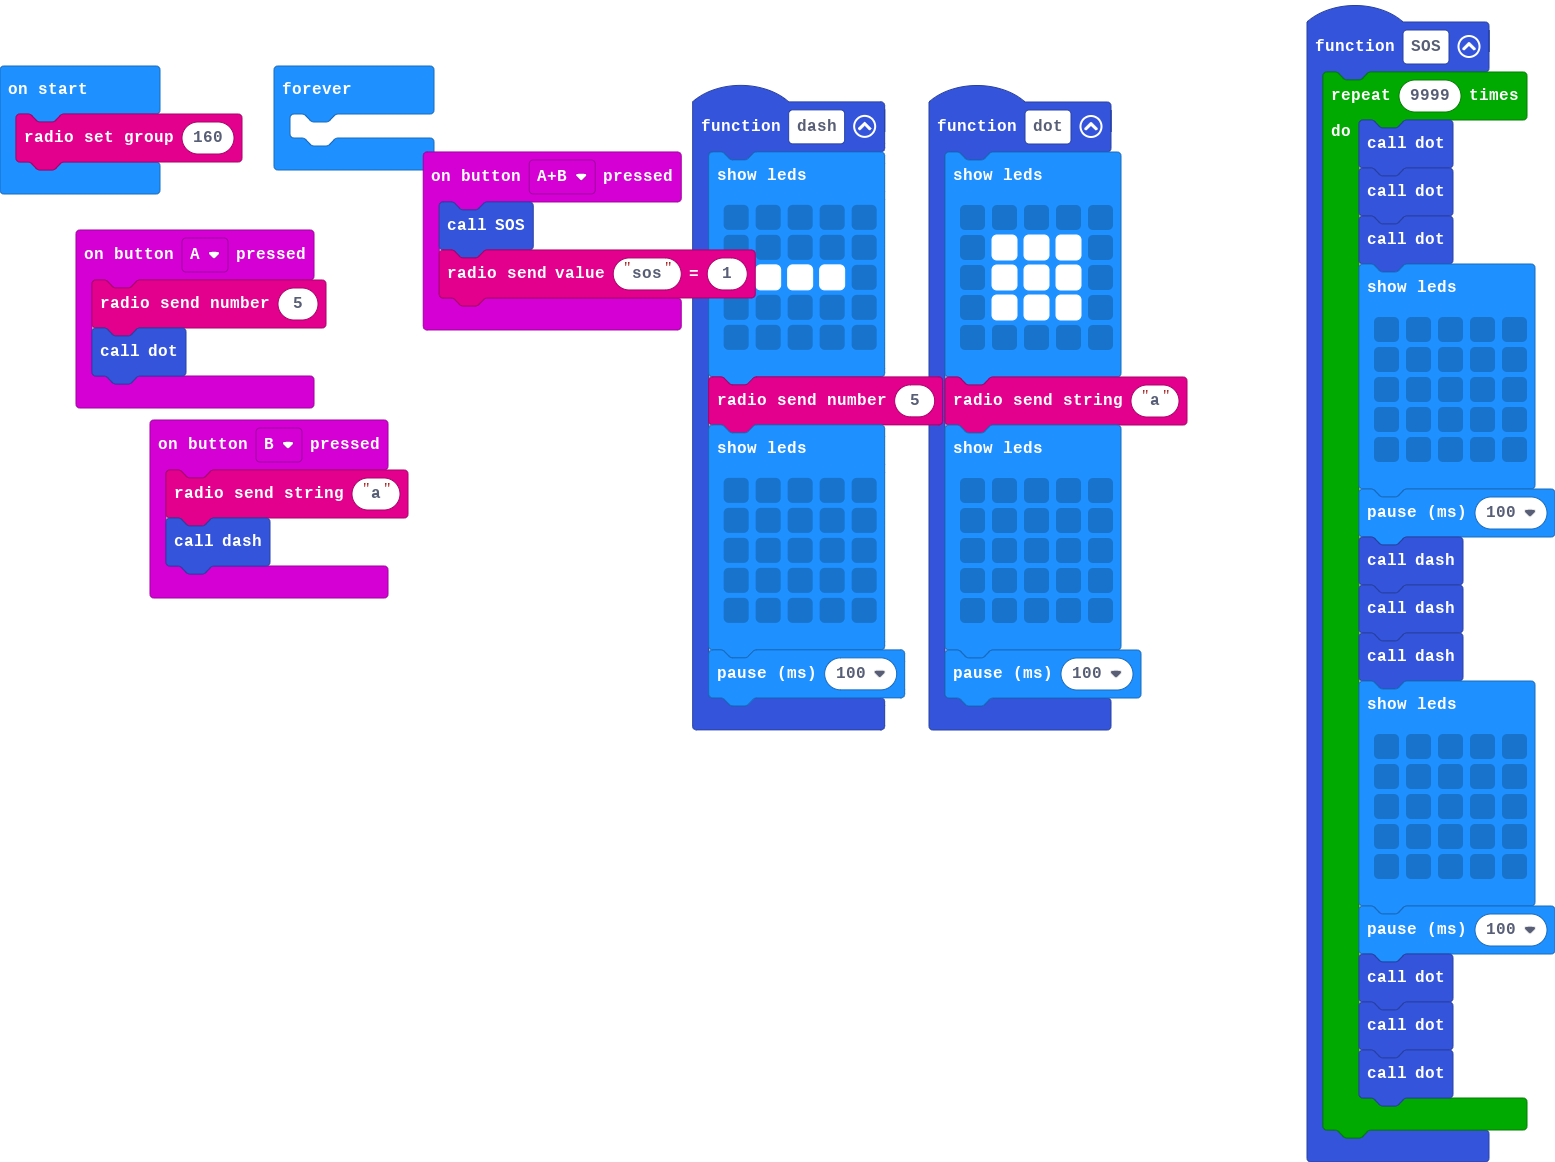 on start
radio set group 160
forever
on button A pressed
radio send number 5
call dot
on button B pressed
radio send string "a"
call dash
on button A+B pressed
call SOS
radio send value "sos" = 1
function dash
show leds
radio send number 5
show leds
pause (ms) 100
function dot
show leds
radio send string "a"
show leds
pause (ms) 100
function SOS
repeat 9999 times
do
call dot
call dot
call dot
show leds
pause (ms) 100
call dash
call dash
call dash
show leds
pause (ms) 100
call dot
call dot
call dot